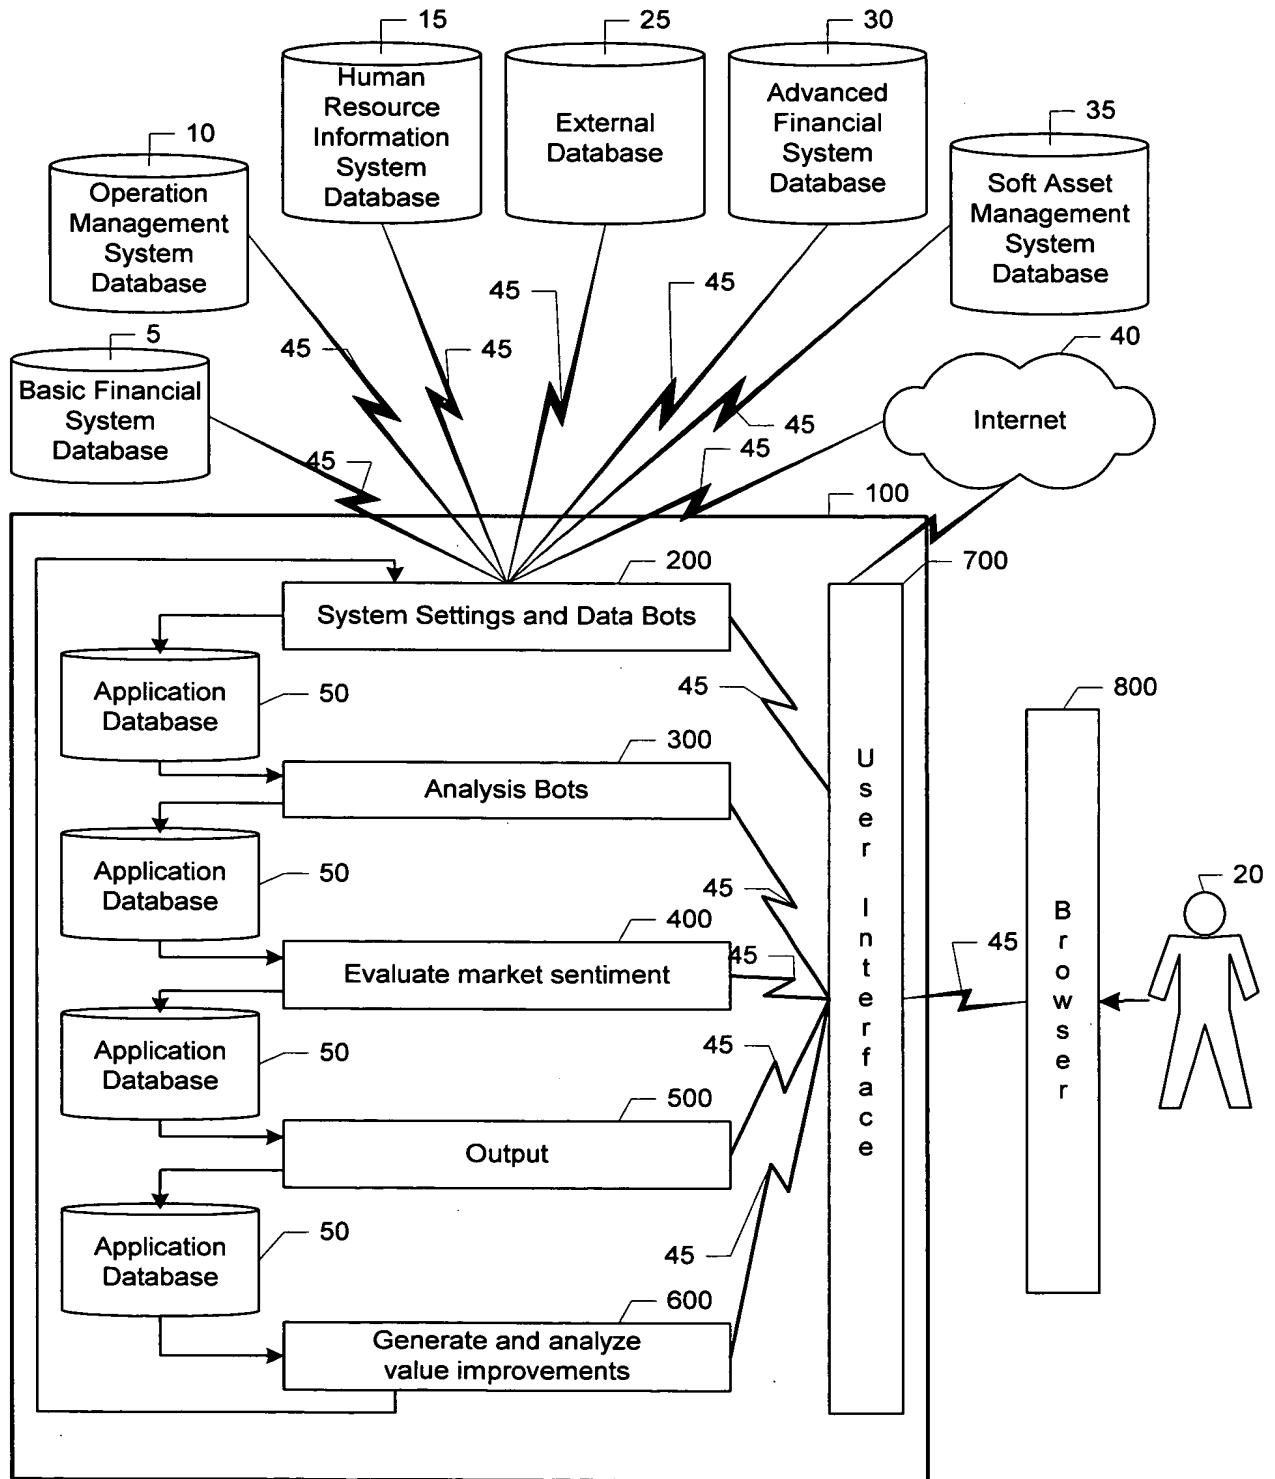 15
25
30
Human
Resource
Information
System
Database
External
Database
Advanced
Financial
System
Database
35
10
Operation
Management
System
Database
Soft Asset
Management
System
Database
5
Basic Financial
System
Database
45
45
45
45
45
45
45
40
Internet
100
200
700
System Settings and Data Bots
Application
Database
50
45
800
300
Analysis Bots
User Interface
Application
Database
50
45
20
400
Evaluate market sentiment
45
45
Browser
Application
Database
50
45
500
Output
Application
Database
50
45
600
Generate and analyze
value improvements